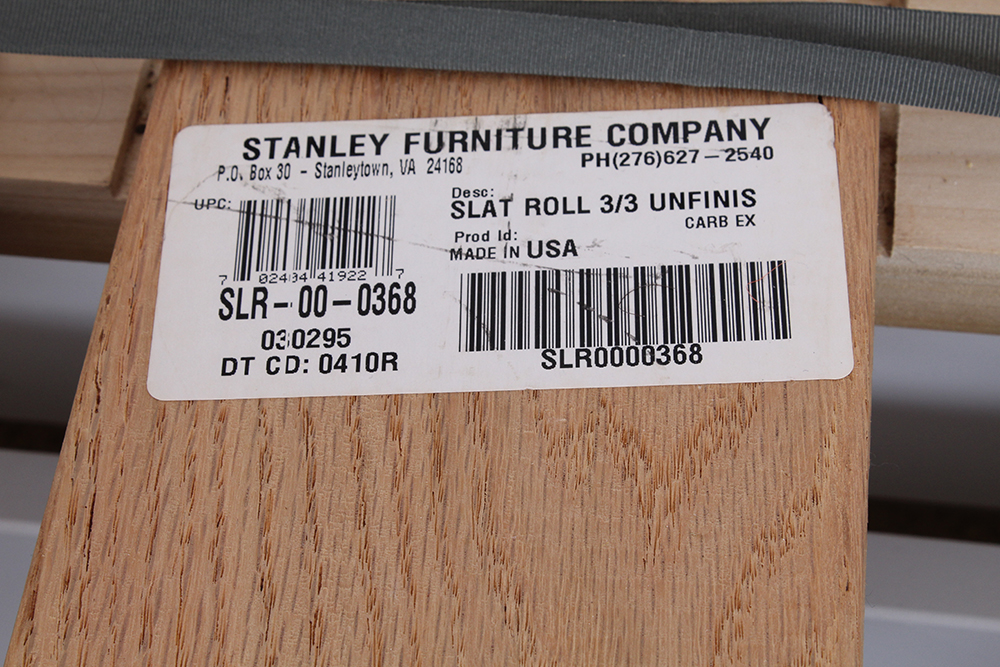 STANLEY FURNITURE COMPANY
P.O. Box 30 - Stanleytown, VA 24168
PH(276)627-2540
UPC:
7 02404 41922 7
SLR-00-0368
030295
DT CD: 0410R
Desc:
SLAT ROLL 3/3 UNFINIS
CARB EX
Prod Id:
MADE IN USA
SLR0000368